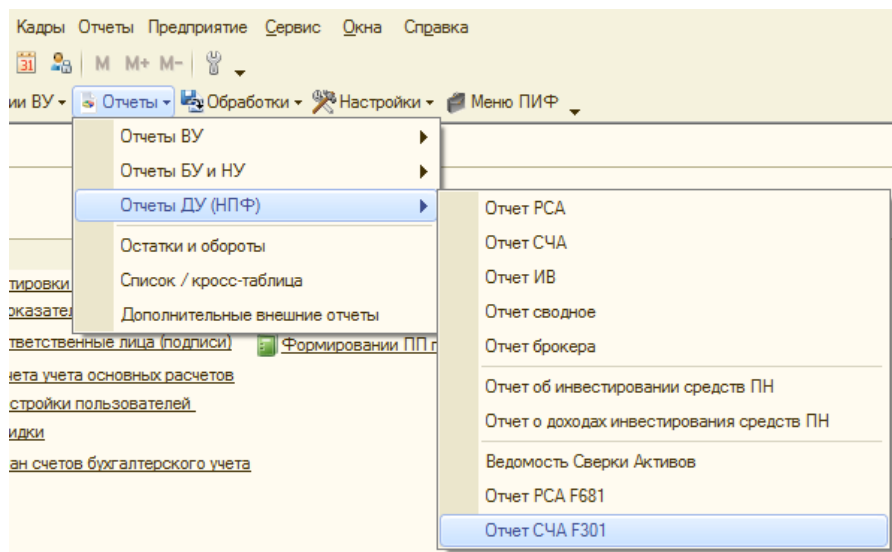 Кадры Отчеты Предприятие Сервис Окна Справка
31 M M+ M-
ии ВУ Отчеты Обработки Настройки Меню ПИФ
Отчеты ВУ
Отчеты БУ и НУ
Отчеты ДУ (НПФ)
Остатки и обороты
Список / кросс-таблица
Дополнительные внешние отчеты
Отчет РСА
Отчет СЧА
Отчет ИВ
Отчет сводное
Отчет брокера
Отчет об инвестировании средств ПН
Отчет о доходах инвестирования средств ПН
Ведомость Сверки Активов
Отчет РСА F681
Отчет СЧА F301
тировки
оказател
тветственные лица (подписи) Формировании ПП г
чета учета основных расчетов
стройки пользователей
идки
ан счетов бухгалтерского учета